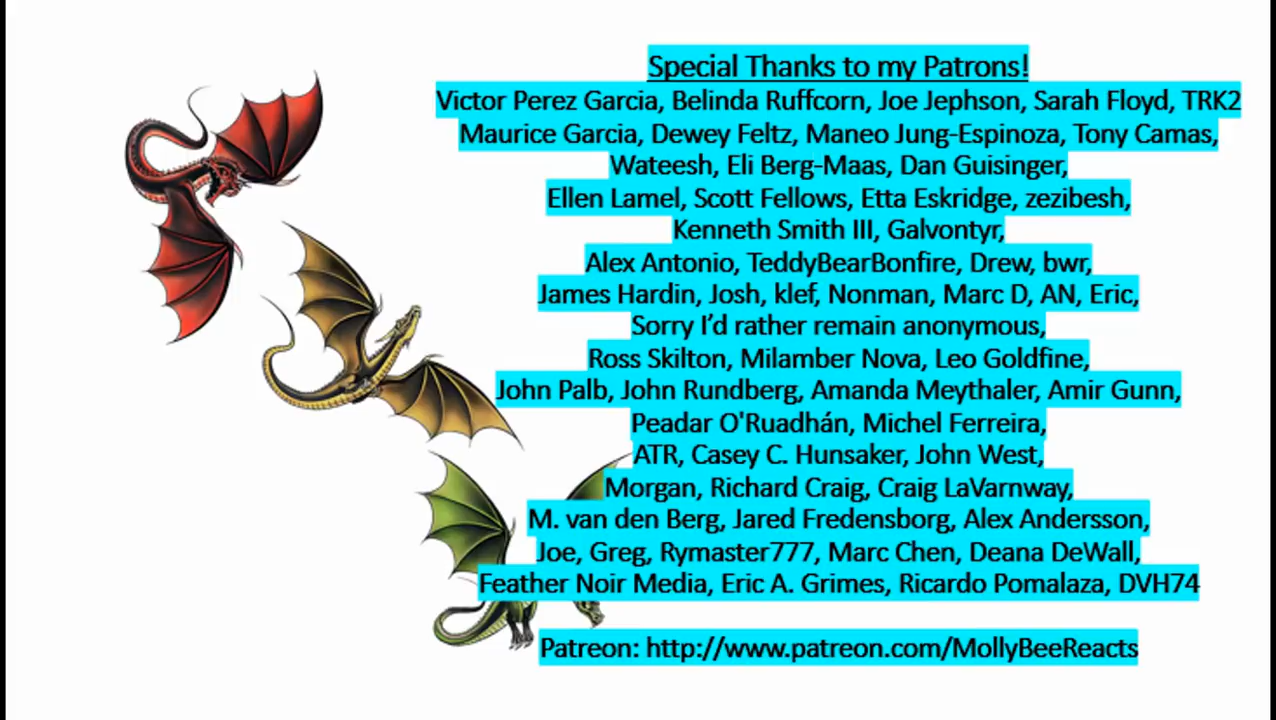 Special Thanks to my Patrons!
Victor Perez Garcia, Belinda Ruffcorn, Joe Jephson, Sarah Floyd, TRK2
Maurice Garcia, Dewey Feltz, Maneo Jung-Espinoza, Tony Camas,
Wateesh, Eli Berg-Maas, Dan Guisinger,
Ellen Lamel, Scott Fellows, Etta Eskridge, zezibesh,
Kenneth Smith III, Galvontyr,
Alex Antonio, TeddyBearBonfire, Drew, bwr,
James Hardin, Josh, klef, Nonman, Marc D, AN, Eric,
Sorry I’d rather remain anonymous,
Ross Skilton, Milamber Nova, Leo Goldfine,
John Palb, John Rundberg, Amanda Meythaler, Amir Gunn,
Peadar O'Ruadhán, Michel Ferreira,
ATR, Casey C. Hunsaker, John West,
Morgan, Richard Craig, Craig LaVarnway,
M. van den Berg, Jared Fredensborg, Alex Andersson,
Joe, Greg, Rymaster777, Marc Chen, Deana DeWall,
Feather Noir Media, Eric A. Grimes, Ricardo Pomalaza, DVH74
Patreon: http://www.patreon.com/MollyBeeReacts